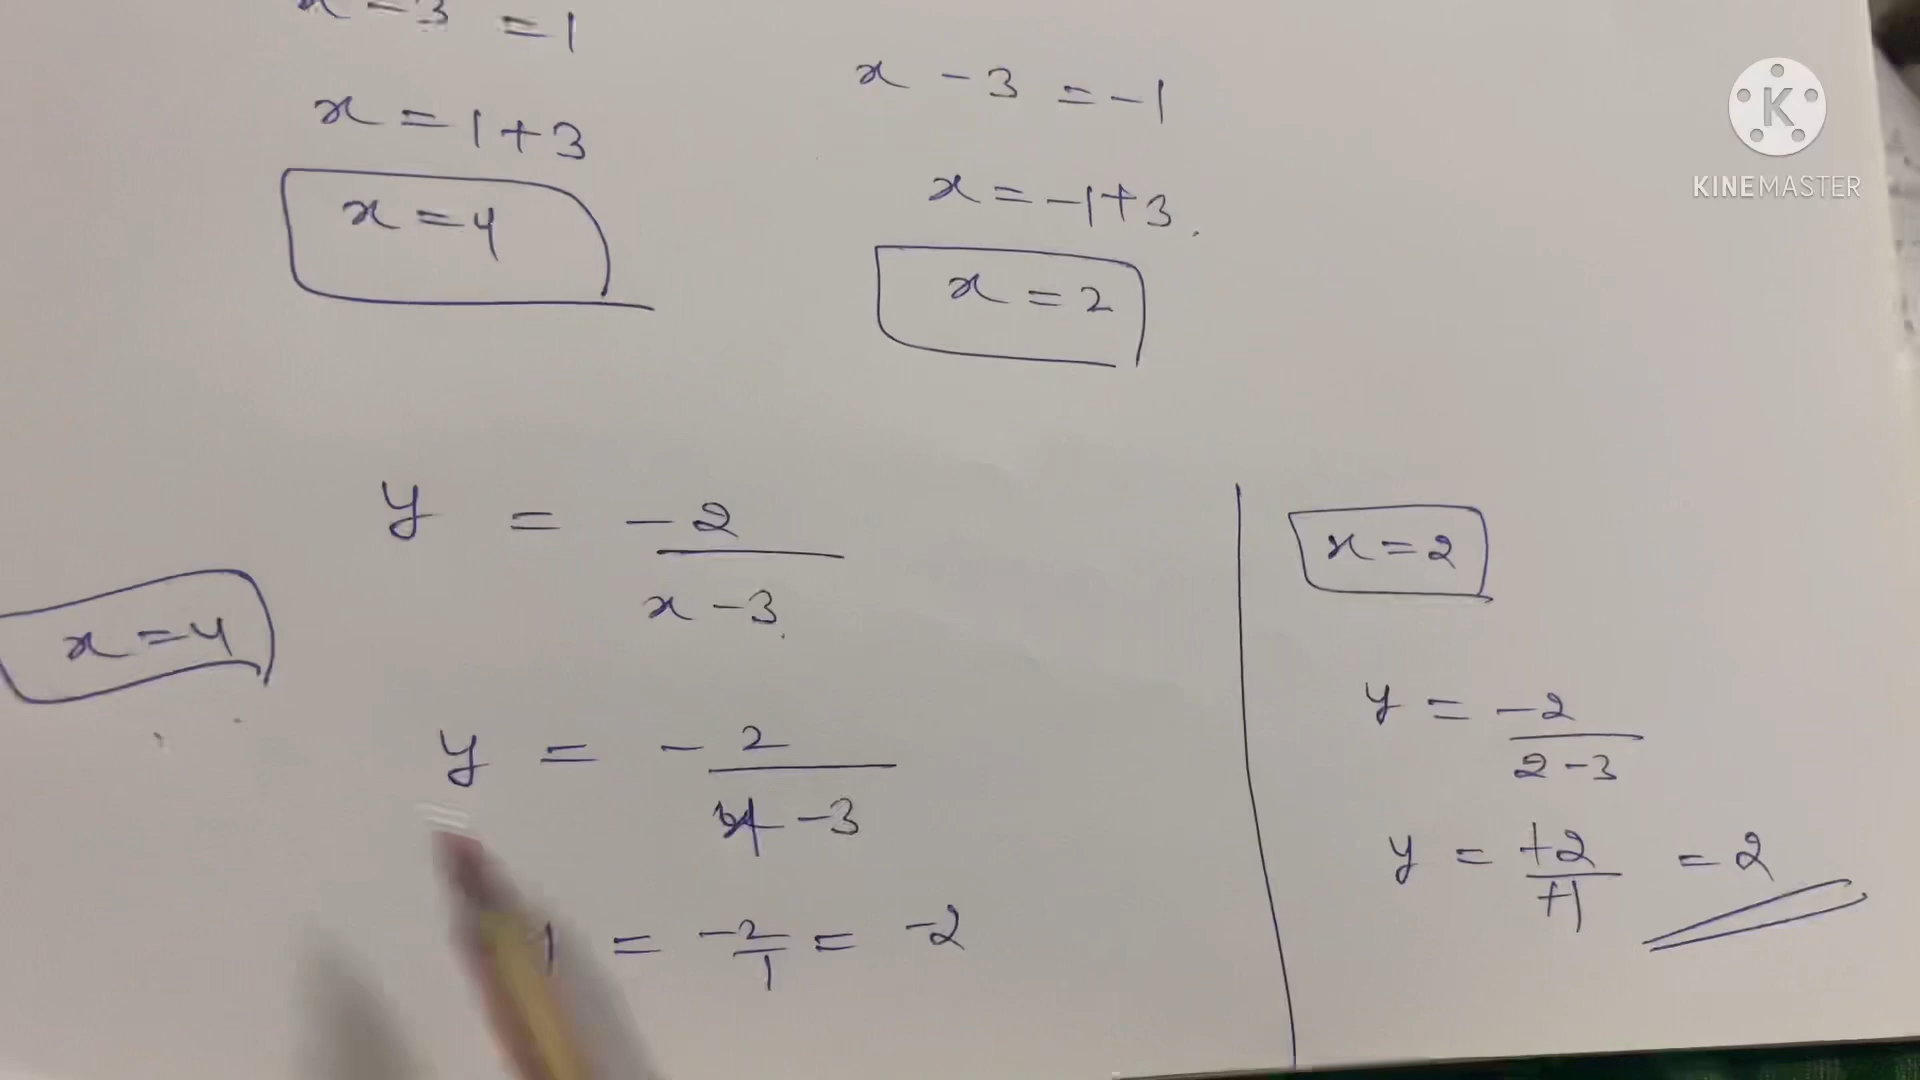 x - 3 = 1
x = 1 + 3
x = 4
x - 3 = -1
x = -1 + 3
x = 2
K
KINEMASTER
y = -2 / x - 3
x = 4
y = -2 / 4 - 3
= -2 / 1 = -2
x = 2
y = -2 / 2 - 3
y = +2 / +1 = 2